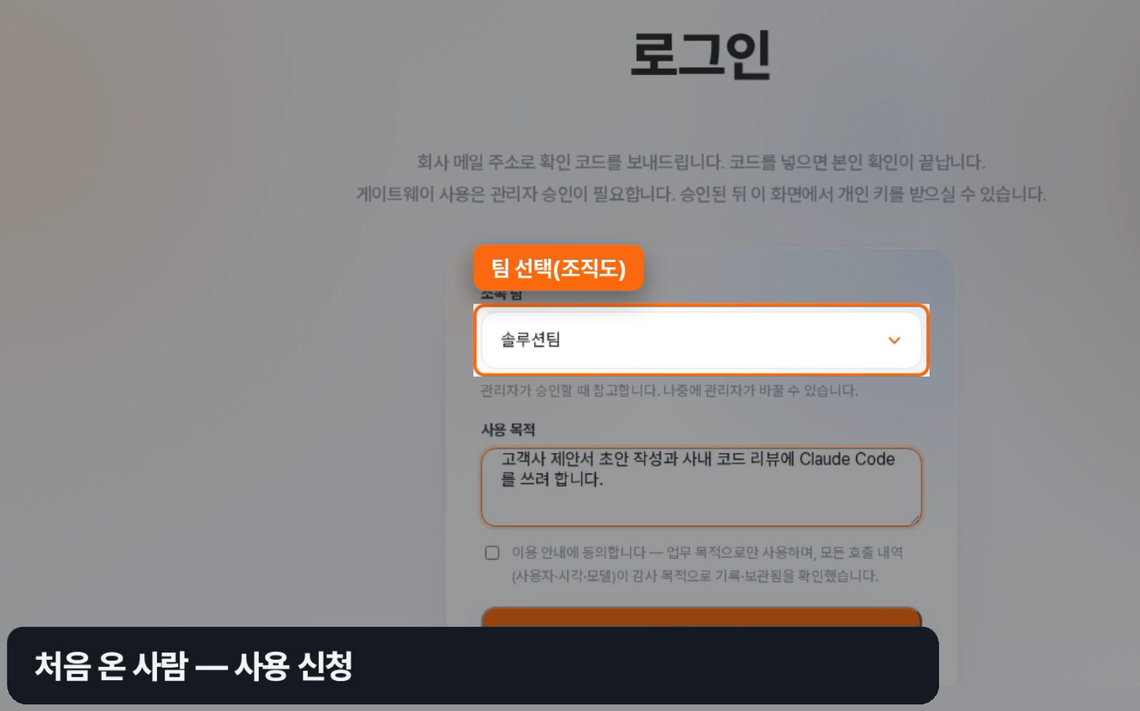 로그인
회사 메일 주소로 확인 코드를 보내드립니다. 코드를 넣으면 본인 확인이 끝납니다.
게이트웨이 사용은 관리자 승인이 필요합니다. 승인된 뒤 이 화면에서 개인 키를 받으실 수 있습니다.
팀 선택(조직도)
소속 팀
솔루션팀
관리자가 승인할 때 참고합니다. 나중에 관리자가 바꿀 수 있습니다.
사용 목적
고객사 제안서 초안 작성과 사내 코드 리뷰에 Claude Code
를 쓰려 합니다.
이용 안내에 동의합니다 — 업무 목적으로만 사용하며, 모든 호출 내역
(사용자·시각·모델)이 감사 목적으로 기록·보관됨을 확인했습니다.
처음 온 사람 — 사용 신청